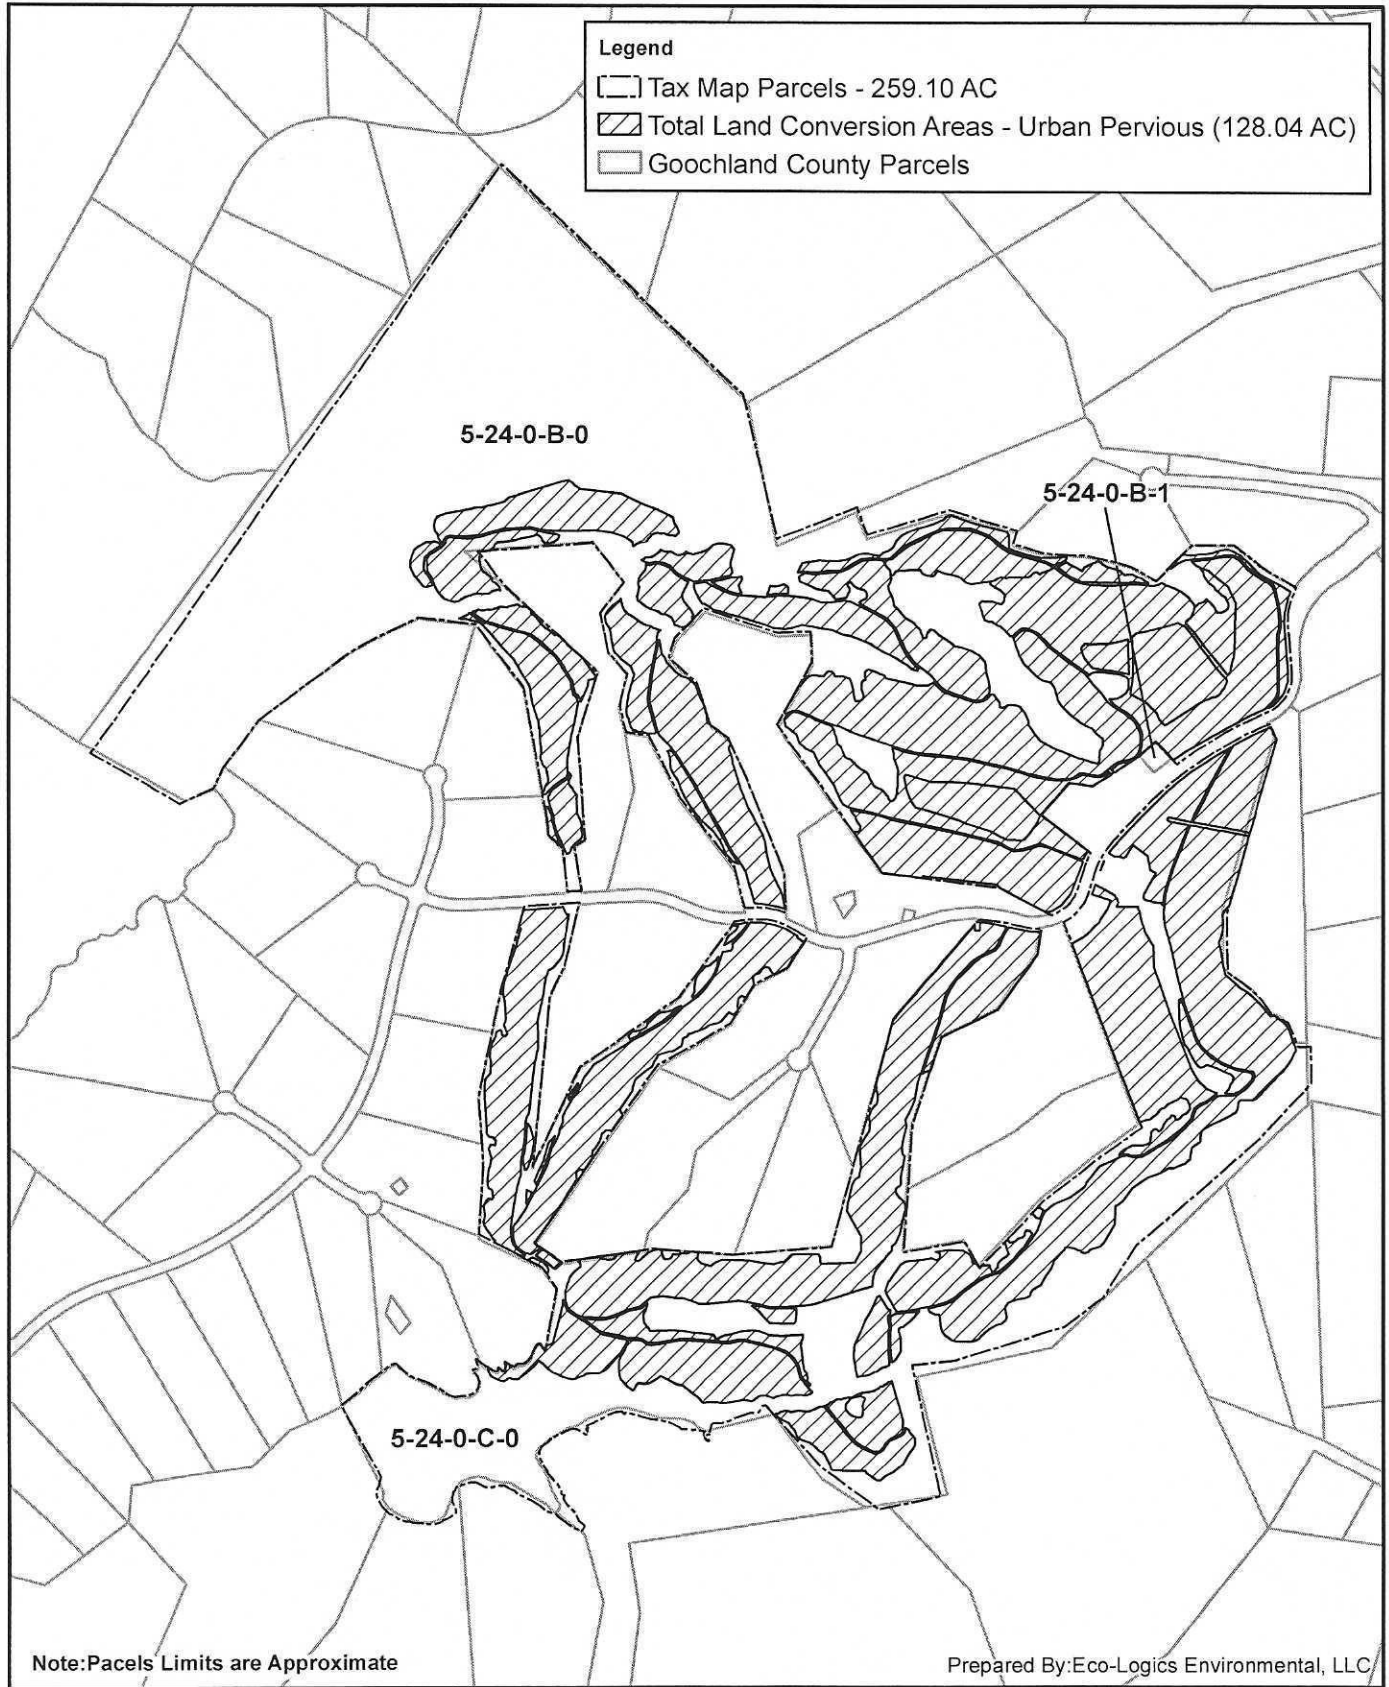 Legend
Tax Map Parcels - 259.10 AC
Total Land Conversion Areas - Urban Pervious (128.04 AC)
Goochland County Parcels
5-24-0-B-0
5-24-0-B-1
5-24-0-C-0
Note:Pacels Limits are Approximate
Prepared By:Eco-Logics Environmental, LLC